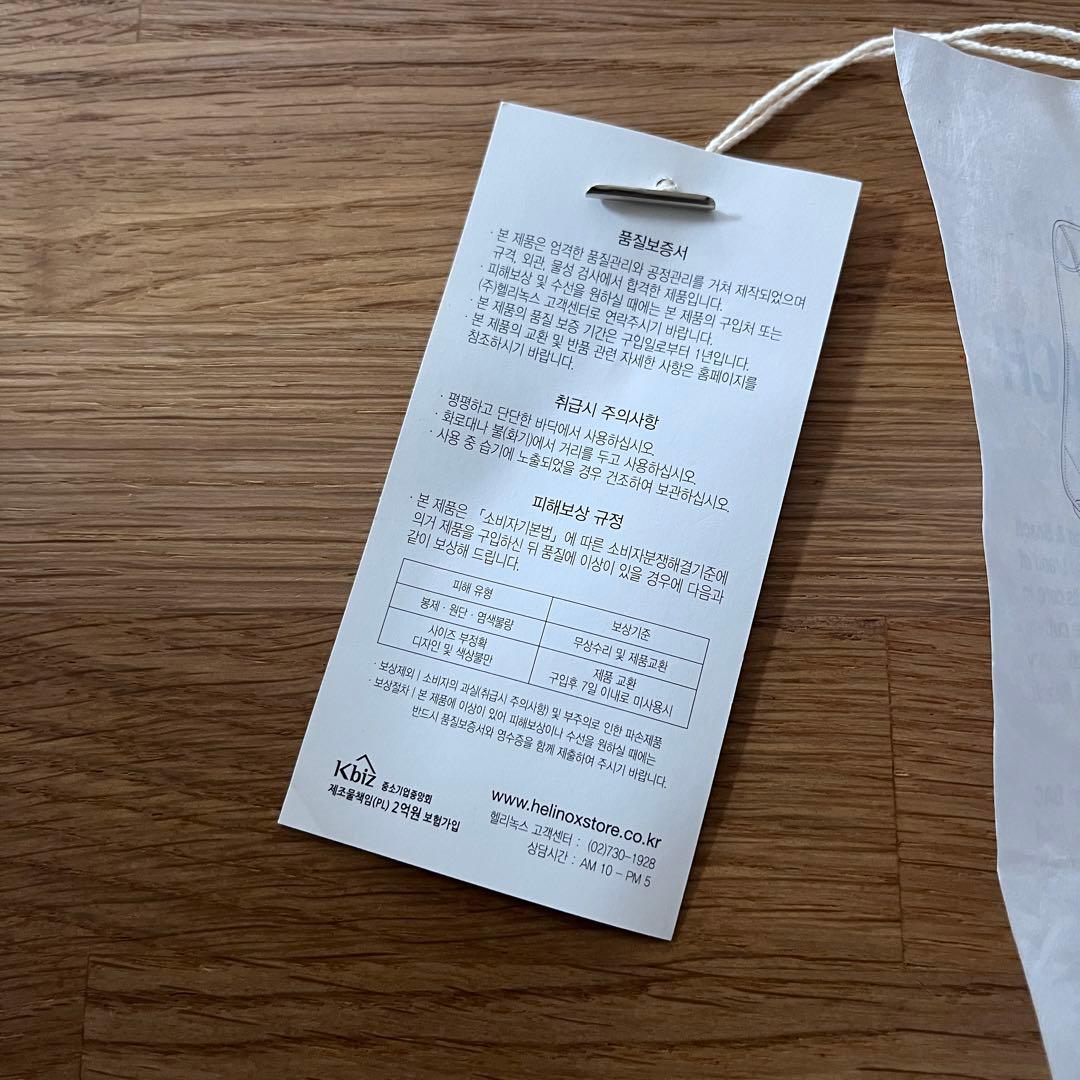 품질보증서
· 본 제품은 엄격한 품질관리와 공정관리를 거쳐 제작되었으며
규격, 외관, 물성 검사에서 합격한 제품입니다.
· 피해보상 및 수선을 원하실 때에는 본 제품의 구입처 또는
(주)헬리녹스 고객센터로 연락주시기 바랍니다.
· 본 제품의 품질 보증 기간은 구입일로부터 1년입니다.
· 본 제품의 교환 및 반품 관련 자세한 사항은 홈페이지를
참조하시기 바랍니다.
취급시 주의사항
· 평평하고 단단한 바닥에서 사용하십시오.
· 화로대나 불(화기)에서 거리를 두고 사용하십시오.
· 사용 중 습기에 노출되었을 경우 건조하여 보관하십시오.
피해보상 규정
· 본 제품은 「소비자기본법」에 따른 소비자분쟁해결기준에
의거 제품을 구입하신 뒤 품질에 이상이 있을 경우에 다음과
같이 보상해 드립니다.
피해 유형 보상기준
봉제 · 원단 · 염색불량 무상수리 및 제품교환
사이즈 부정확 제품 교환
디자인 및 색상불만 구입후 7일 이내로 미사용시
· 보상제외 | 소비지의 과실(취급시 주의사항) 및 부주의로 인한 파손제품
· 보상절차 | 본 제품에 이상이 있어 피해보상이나 수선을 원하실 때에는
반드시 품질보증서와 영수증을 함께 제출하여 주시기 바랍니다.
Kbiz 중소기업중앙회
제조물책임(PL) 2억원 보험가입
www.helinoxstore.co.kr
헬리녹스 고객센터 : (02)730-1928
상담시간 : AM 10 - PM 5